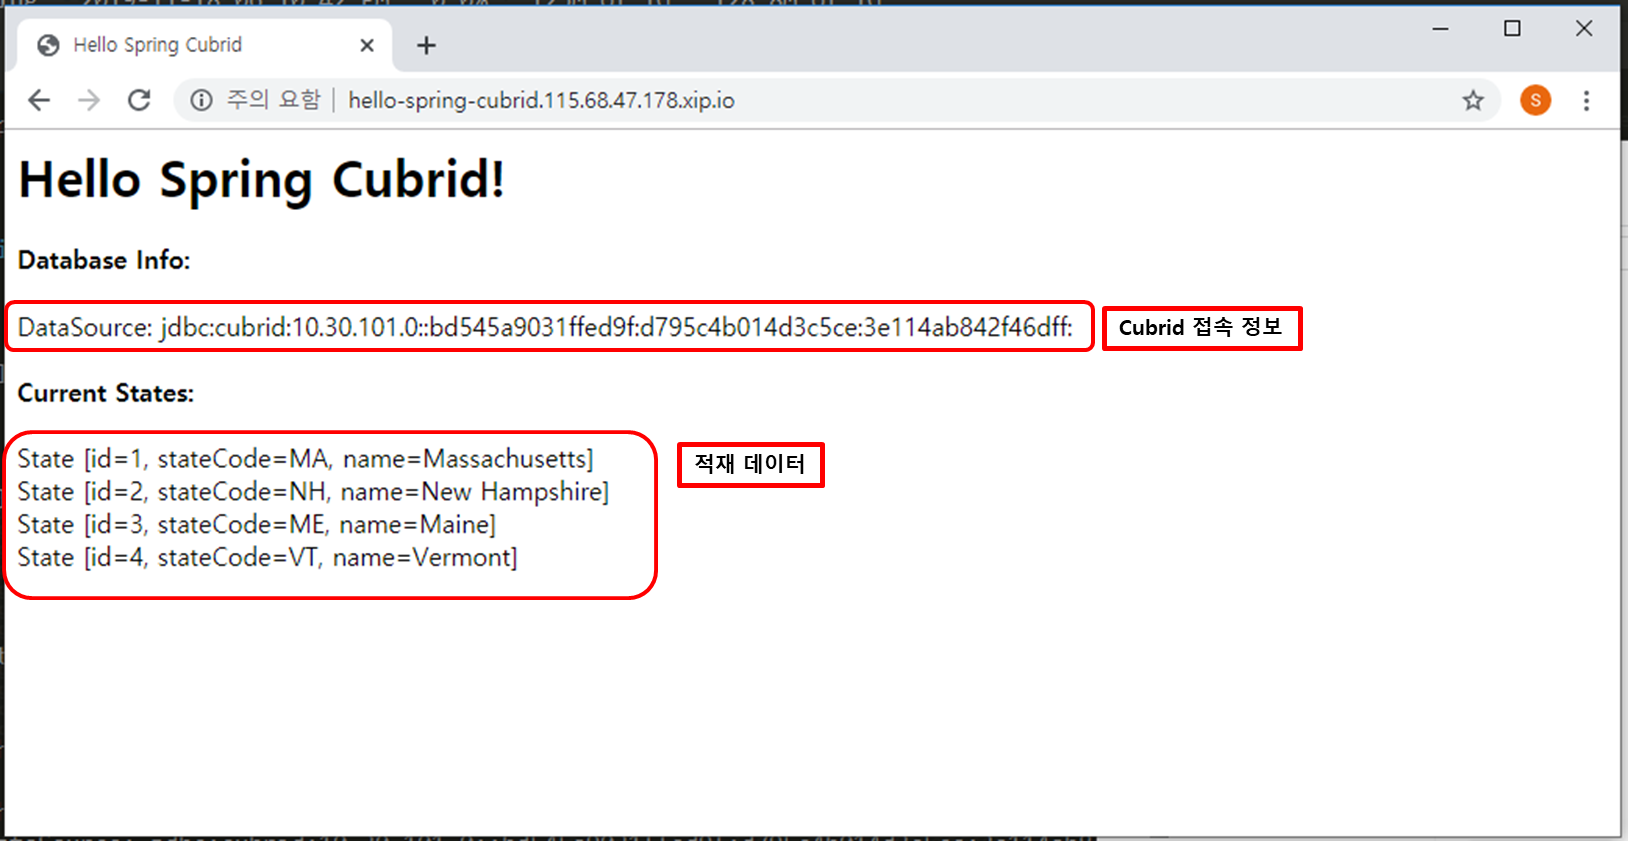 Hello Spring Cubrid
주의 요함 hello-spring-cubrid.115.68.47.178.xip.io
S
Hello Spring Cubrid!
Database Info:
DataSource: jdbc:cubrid:10.30.101.0::bd545a9031ffed9f:d795c4b014d3c5ce:3e114ab842f46dff:
Cubrid 접속 정보
Current States:
State [id=1, stateCode=MA, name=Massachusetts]
적재 데이터
State [id=2, stateCode=NH, name=New Hampshire]
State [id=3, stateCode=ME, name=Maine]
State [id=4, stateCode=VT, name=Vermont]